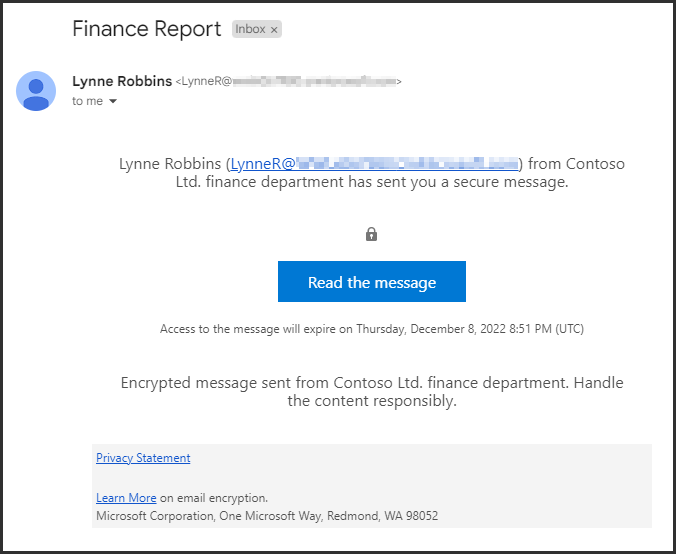 Finance Report Inbox ×
Lynne Robbins <LynneR@ >
to me
Lynne Robbins (LynneR@ ) from Contoso
Ltd. finance department has sent you a secure message.
Read the message
Access to the message will expire on Thursday, December 8, 2022 8:51 PM (UTC)
Encrypted message sent from Contoso Ltd. finance department. Handle
the content responsibly.
Privacy Statement
Learn More on email encryption.
Microsoft Corporation, One Microsoft Way, Redmond, WA 98052